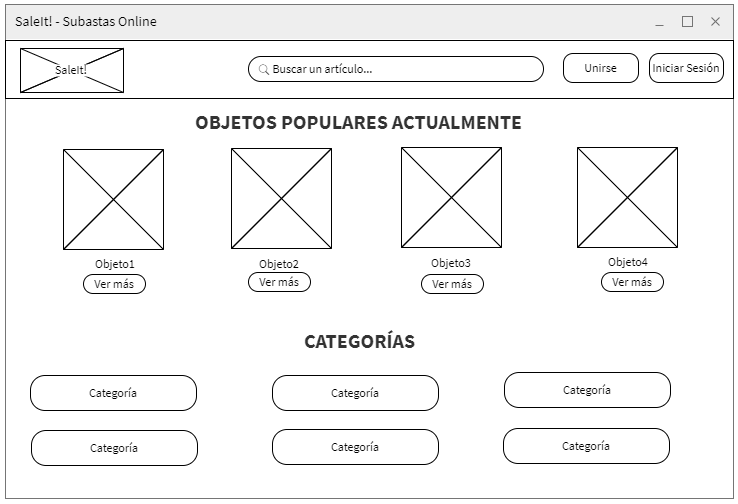 SaleIt! - Subastas Online
SaleIt!
Buscar un artículo...
Unirse
Iniciar Sesión
OBJETOS POPULARES ACTUALMENTE
Objeto1
Objeto2
Objeto3
Objeto4
Ver más
Ver más
Ver más
Ver más
CATEGORÍAS
Categoría
Categoría
Categoría
Categoría
Categoría
Categoría